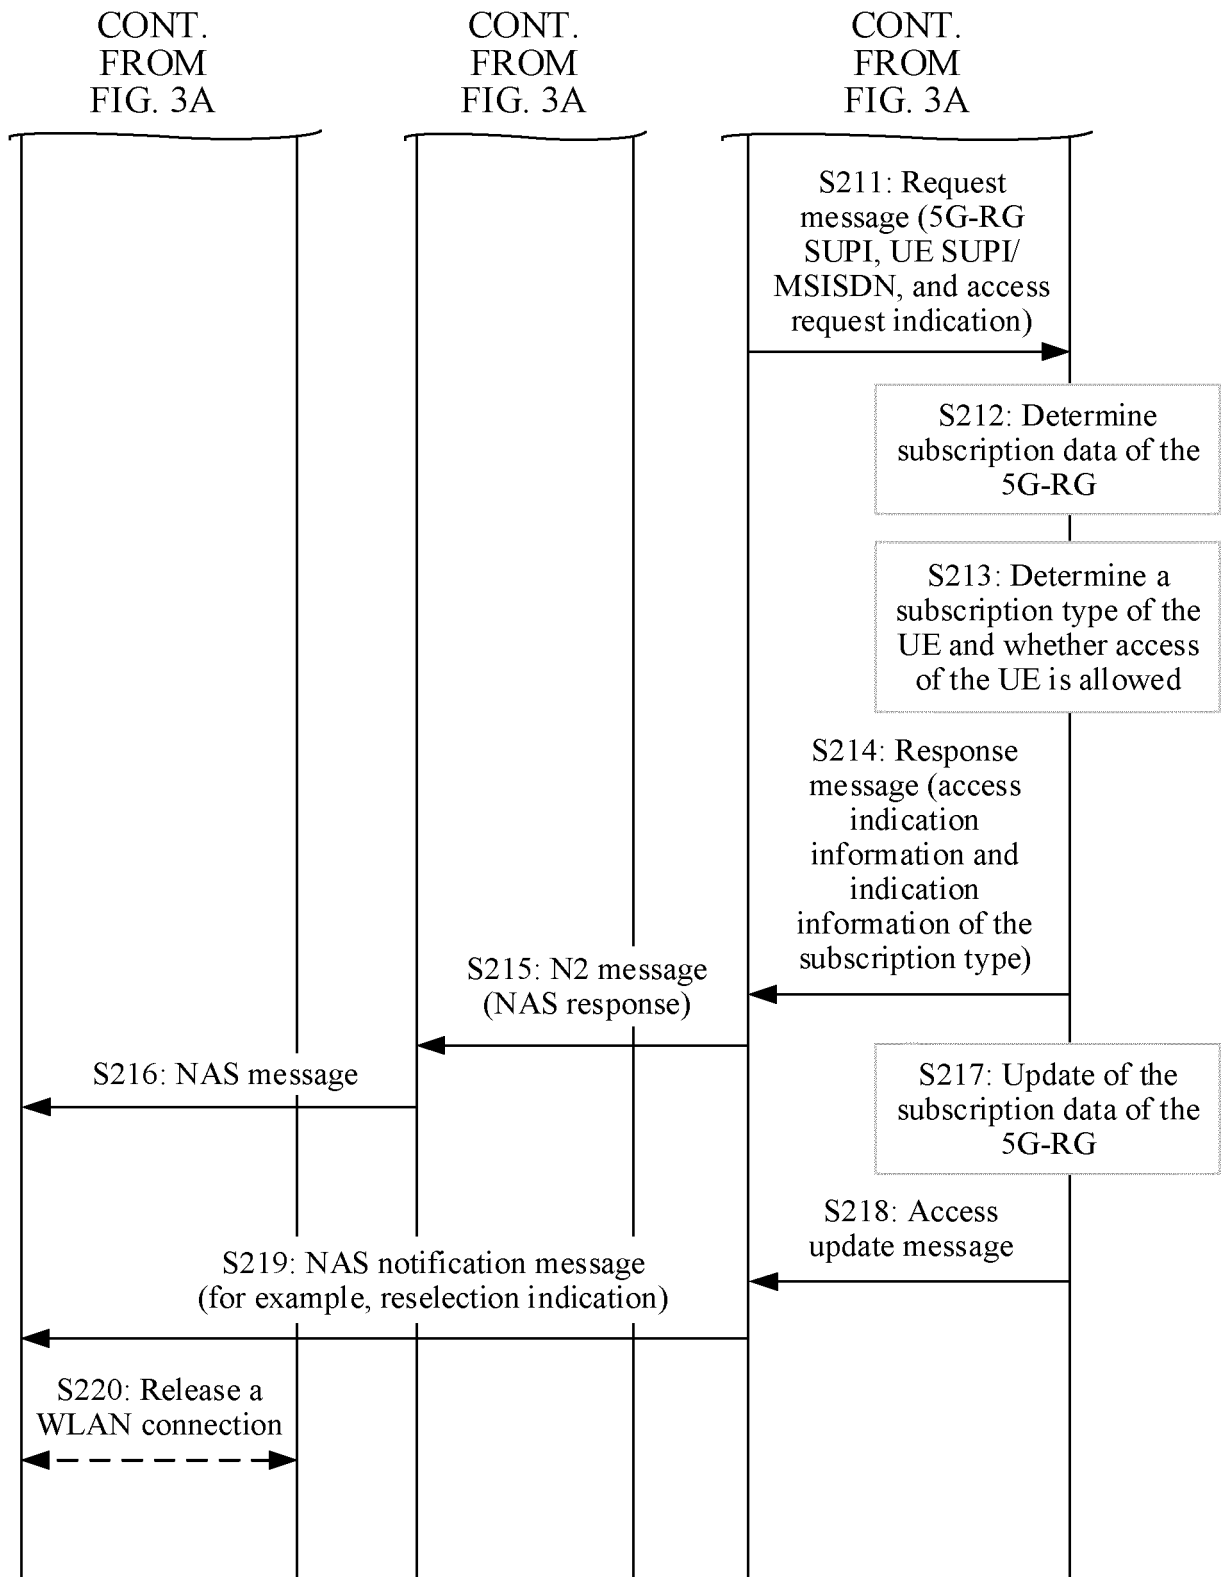 CONT.
FROM
FIG. 3A
CONT.
FROM
FIG. 3A
CONT.
FROM
FIG. 3A
S211: Request
message (5G-RG
SUPI, UE SUPI/
MSISDN, and access
request indication)
S212: Determine
subscription data of the
5G-RG
S213: Determine a
subscription type of the
UE and whether access
of the UE is allowed
S214: Response
message (access
indication
information and
indication
information of the
subscription type)
S215: N2 message
(NAS response)
S216: NAS message
S217: Update of the
subscription data of the
5G-RG
S218: Access
update message
S219: NAS notification message
(for example, reselection indication)
S220: Release a
WLAN connection